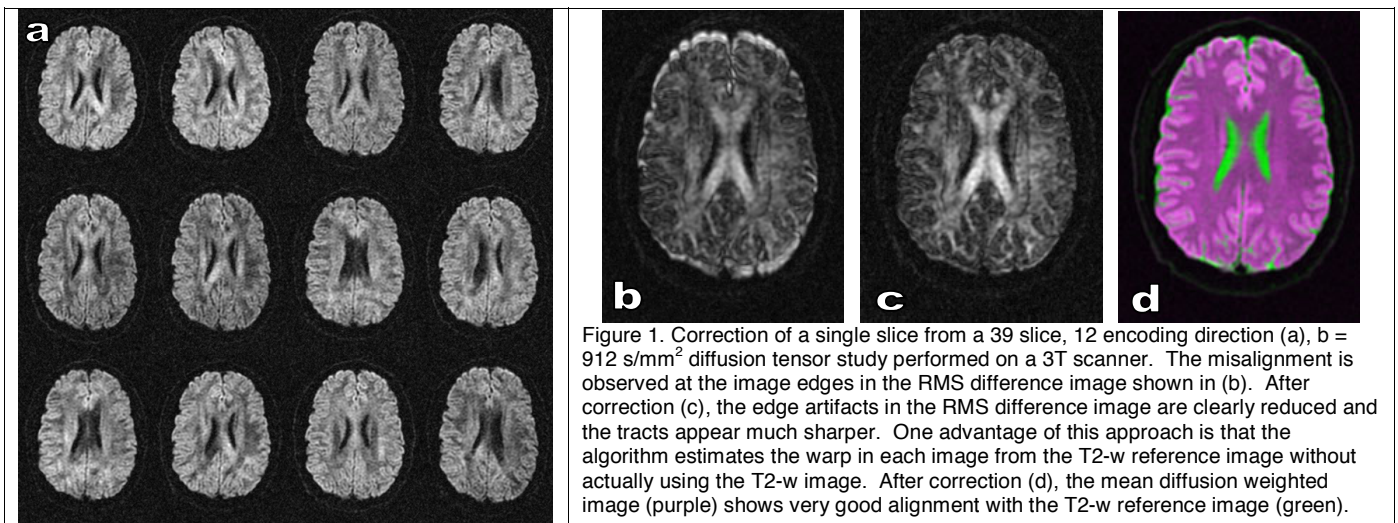 a
b
c
d
Figure 1. Correction of a single slice from a 39 slice, 12 encoding direction (a), b =
912 s/mm² diffusion tensor study performed on a 3T scanner.  The misalignment is
observed at the image edges in the RMS difference image shown in (b).  After
correction (c), the edge artifacts in the RMS difference image are clearly reduced and
the tracts appear much sharper.  One advantage of this approach is that the
algorithm estimates the warp in each image from the T2-w reference image without
actually using the T2-w image.  After correction (d), the mean diffusion weighted
image (purple) shows very good alignment with the T2-w reference image (green).